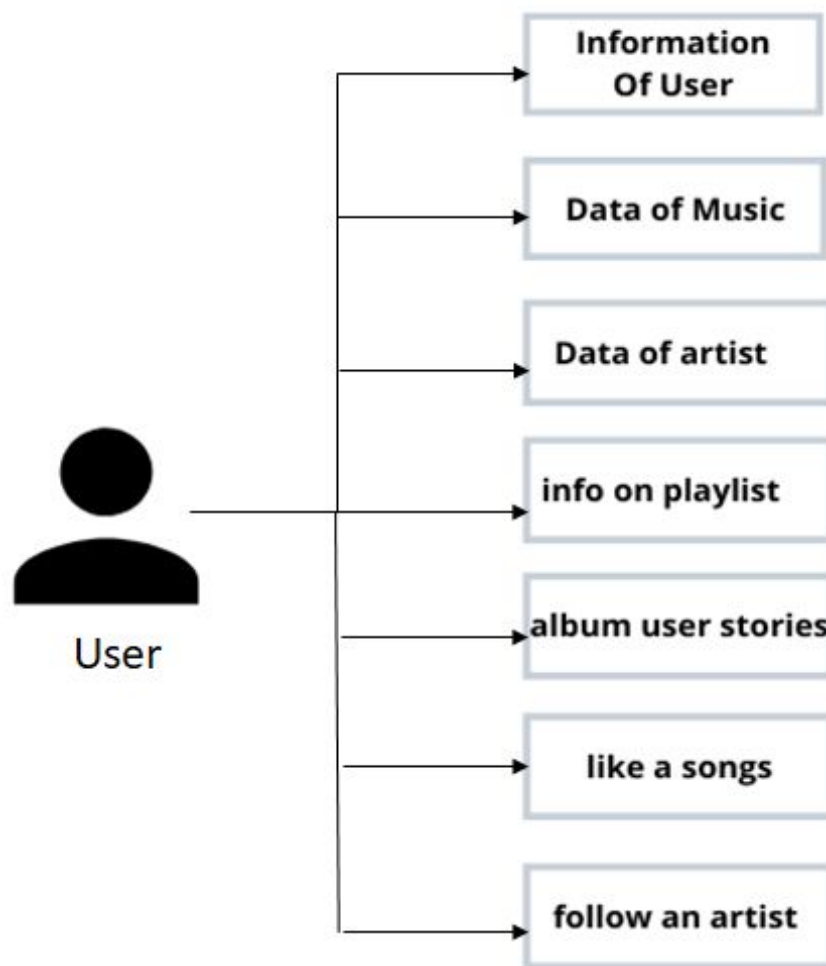 Information
Of User
Data of Music
Data of artist
info on playlist
album user stories
like a songs
follow an artist
User